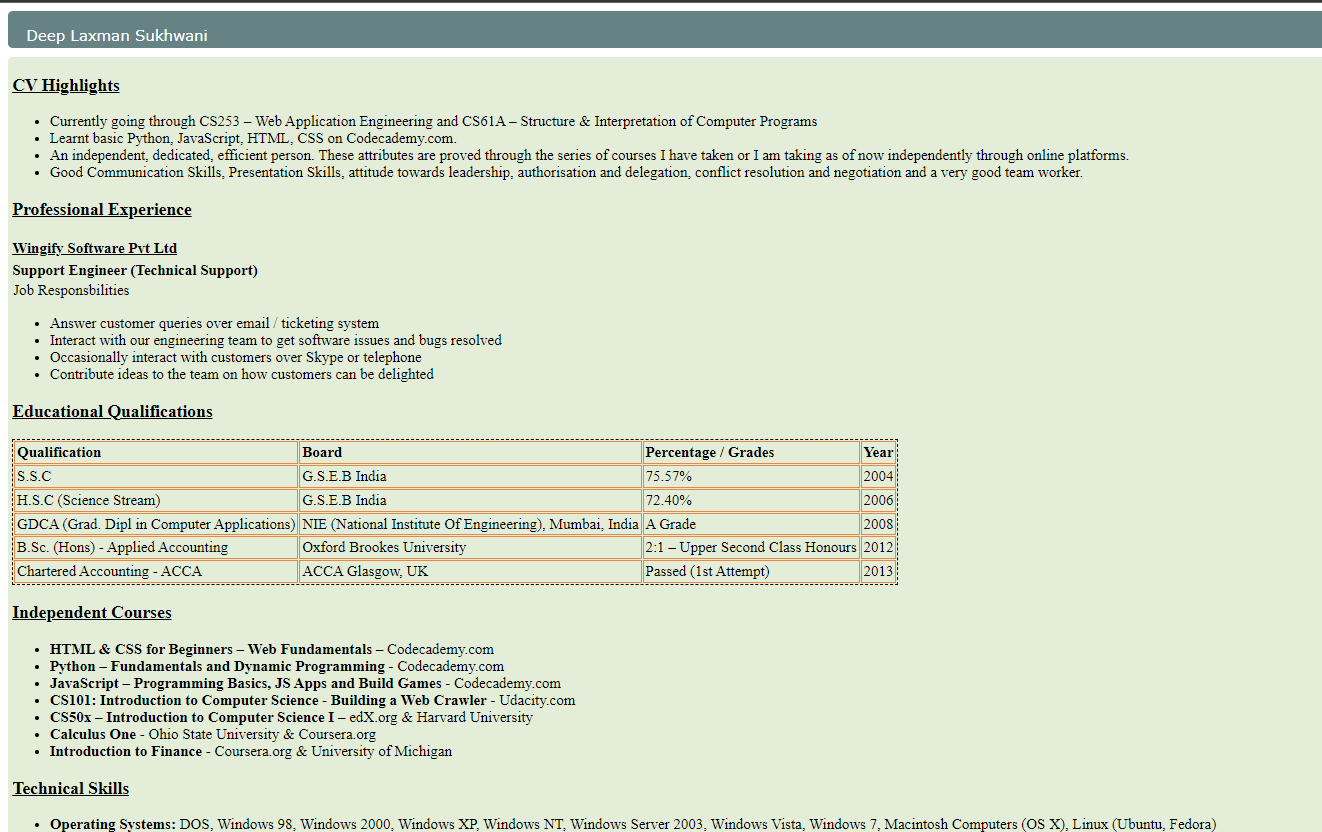 Deep Laxman Sukhwani
CV Highlights
Currently going through CS253 – Web Application Engineering and CS61A – Structure & Interpretation of Computer Programs
Learnt basic Python, JavaScript, HTML, CSS on Codecademy.com.
An independent, dedicated, efficient person. These attributes are proved through the series of courses I have taken or I am taking as of now independently through online platforms.
Good Communication Skills, Presentation Skills, attitude towards leadership, authorisation and delegation, conflict resolution and negotiation and a very good team worker.
Professional Experience
Wingify Software Pvt Ltd
Support Engineer (Technical Support)
Job Responsbilities
Answer customer queries over email / ticketing system
Interact with our engineering team to get software issues and bugs resolved
Occasionally interact with customers over Skype or telephone
Contribute ideas to the team on how customers can be delighted
Educational Qualifications
Qualification Board Percentage / Grades Year
S.S.C G.S.E.B India 75.57% 2004
H.S.C (Science Stream) G.S.E.B India 72.40% 2006
GDCA (Grad. Dipl in Computer Applications) NIE (National Institute Of Engineering), Mumbai, India A Grade 2008
B.Sc. (Hons) - Applied Accounting Oxford Brookes University 2:1 – Upper Second Class Honours 2012
Chartered Accounting - ACCA ACCA Glasgow, UK Passed (1st Attempt) 2013
Independent Courses
HTML & CSS for Beginners – Web Fundamentals – Codecademy.com
Python – Fundamentals and Dynamic Programming - Codecademy.com
JavaScript – Programming Basics, JS Apps and Build Games - Codecademy.com
CS101: Introduction to Computer Science - Building a Web Crawler - Udacity.com
CS50x – Introduction to Computer Science I – edX.org & Harvard University
Calculus One - Ohio State University & Coursera.org
Introduction to Finance - Coursera.org & University of Michigan
Technical Skills
Operating Systems: DOS, Windows 98, Windows 2000, Windows XP, Windows NT, Windows Server 2003, Windows Vista, Windows 7, Macintosh Computers (OS X), Linux (Ubuntu, Fedora)